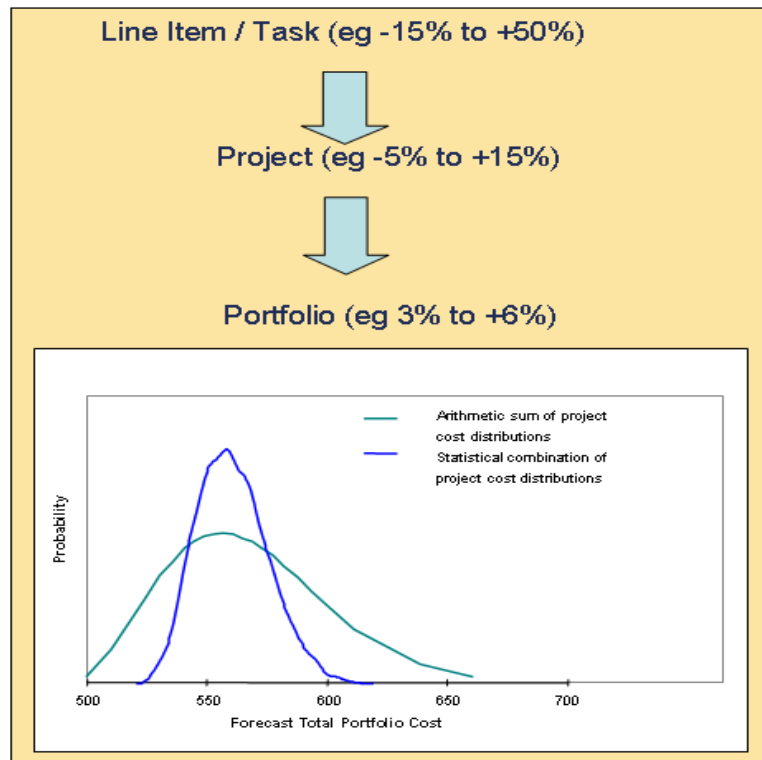 Line Item / Task (eg -15% to +50%)
Project (eg -5% to +15%)
Portfolio (eg 3% to +6%)
Arithmetic sum of project
cost distributions
Statistical combination of
project cost distributions
Probability
500 550 600 650 700
Forecast Total Portfolio Cost